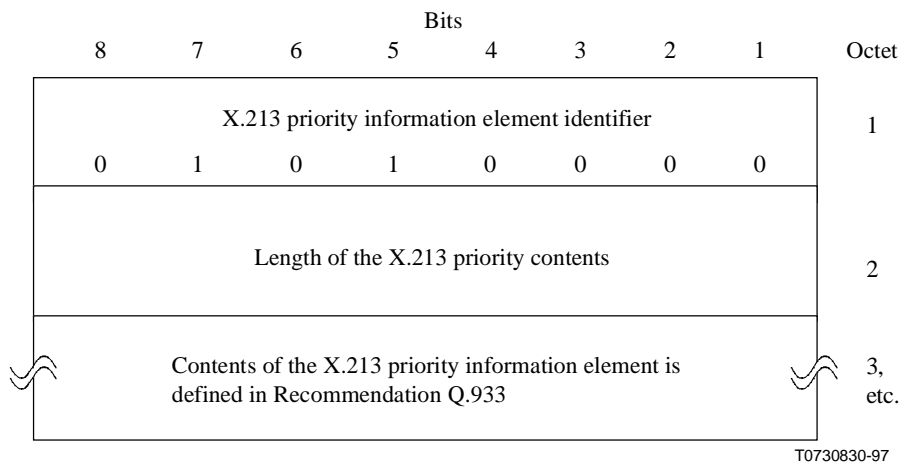 Bits
8 7 6 5 4 3 2 1 Octet
X.213 priority information element identifier
1
0 1 0 1 0 0 0 0
Length of the X.213 priority contents
2
Contents of the X.213 priority information element is
defined in Recommendation Q.933
3,
etc.
T0730830-97